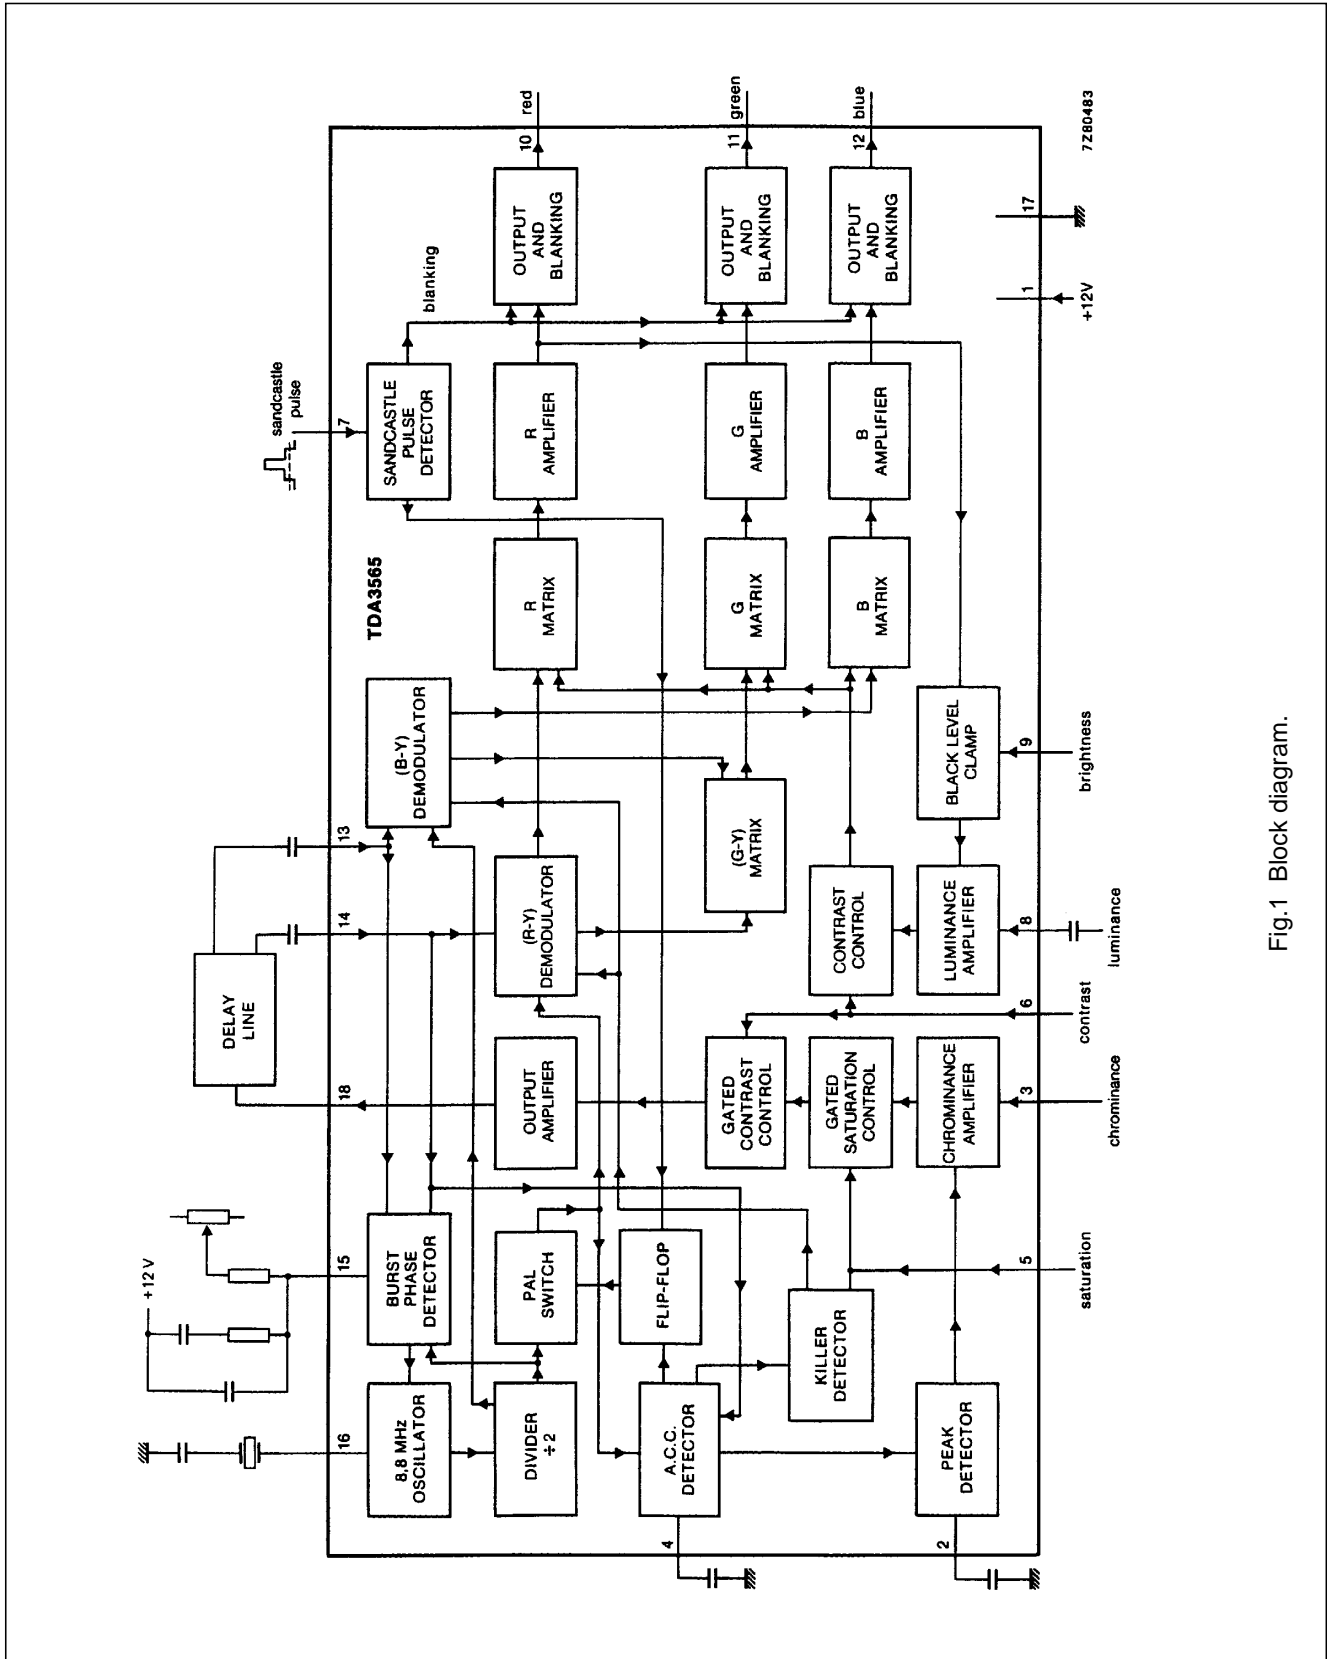 +12 V
DELAY
LINE
sandcastle
pulse
16
15
18
14
13
7
TDA3565
8,8 MHz
OSCILLATOR
BURST
PHASE
DETECTOR
(B-Y)
DEMODULATOR
SANDCASTLE
PULSE
DETECTOR
blanking
DIVIDER
÷2
PAL
SWITCH
OUTPUT
AMPLIFIER
(R-Y)
DEMODULATOR
R
MATRIX
R
AMPLIFIER
OUTPUT
AND
BLANKING
10
red
4
A.C.C.
DETECTOR
FLIP-FLOP
GATED
CONTRAST
CONTROL
(G-Y)
MATRIX
G
MATRIX
G
AMPLIFIER
OUTPUT
AND
BLANKING
11
green
KILLER
DETECTOR
GATED
SATURATION
CONTROL
CONTRAST
CONTROL
B
MATRIX
B
AMPLIFIER
OUTPUT
AND
BLANKING
12
blue
2
PEAK
DETECTOR
CHROMINANCE
AMPLIFIER
LUMINANCE
AMPLIFIER
BLACK LEVEL
CLAMP
5
3
6
8
9
1
17
saturation
chrominance
contrast
luminance
brightness
+12V
7Z80483
Fig.1 Block diagram.